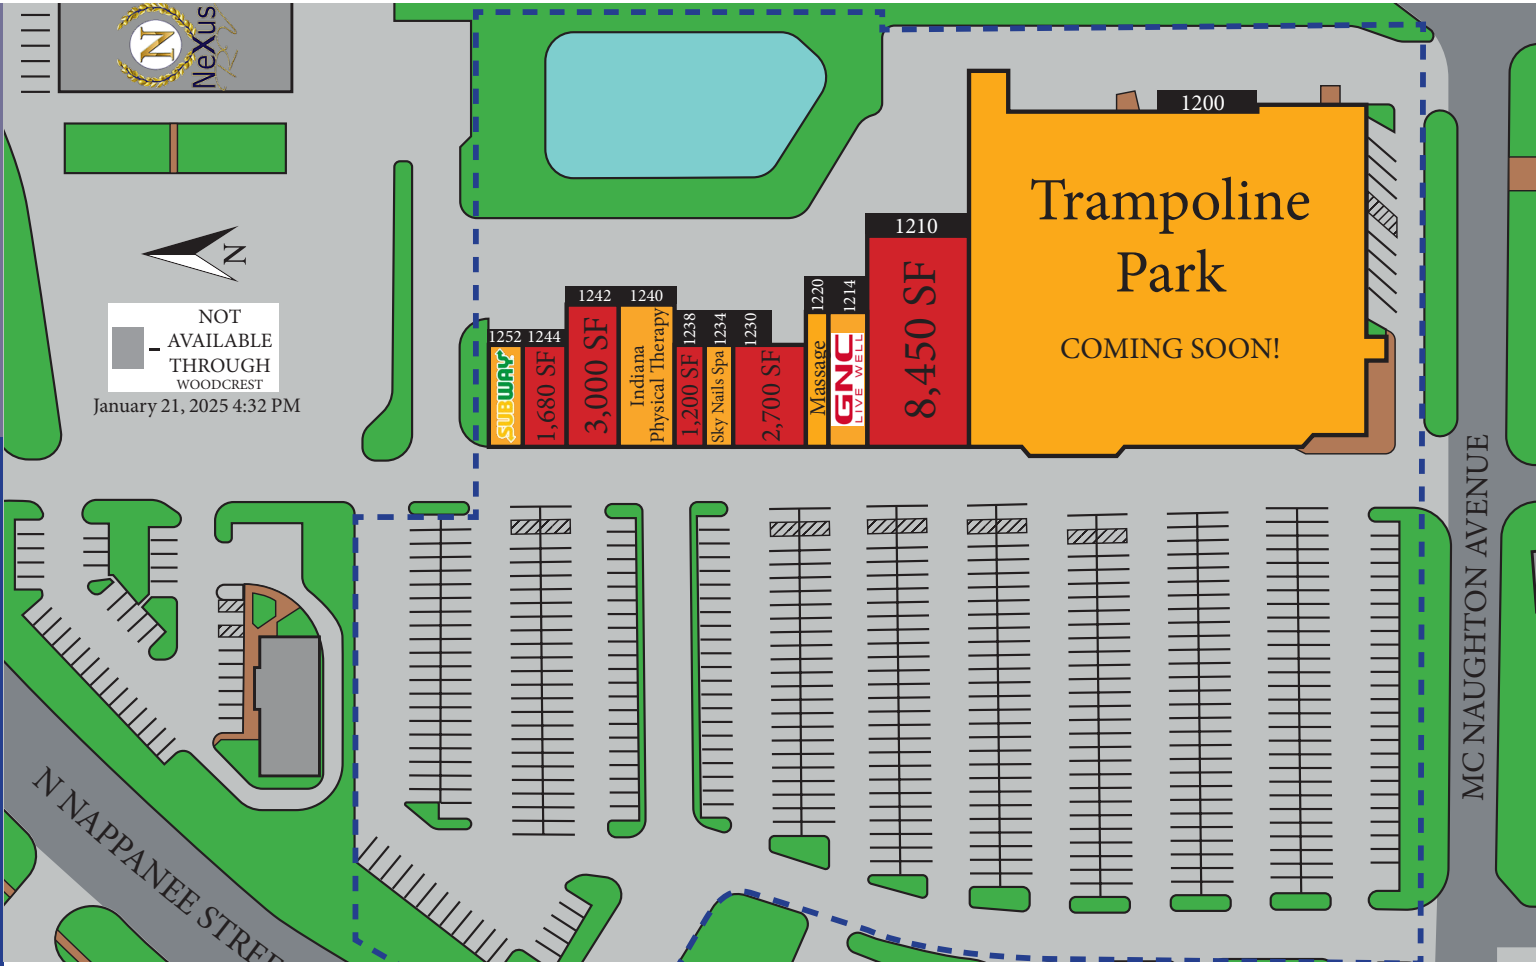 N
NeXus
N
NOT
AVAILABLE
THROUGH
WOODCREST
January 21, 2025 4:32 PM
1252
SUBWAY
1244
1,680 SF
1242
3,000 SF
1240
Indiana
Physical Therapy
1238
1,200 SF
1234
Sky Nails Spa
1230
2,700 SF
1220
Massage
1214
GNC
LIVE WELL
1210
8,450 SF
1200
Trampoline
Park
COMING SOON!
MC NAUGHTON AVENUE
N NAPPANEE STREE